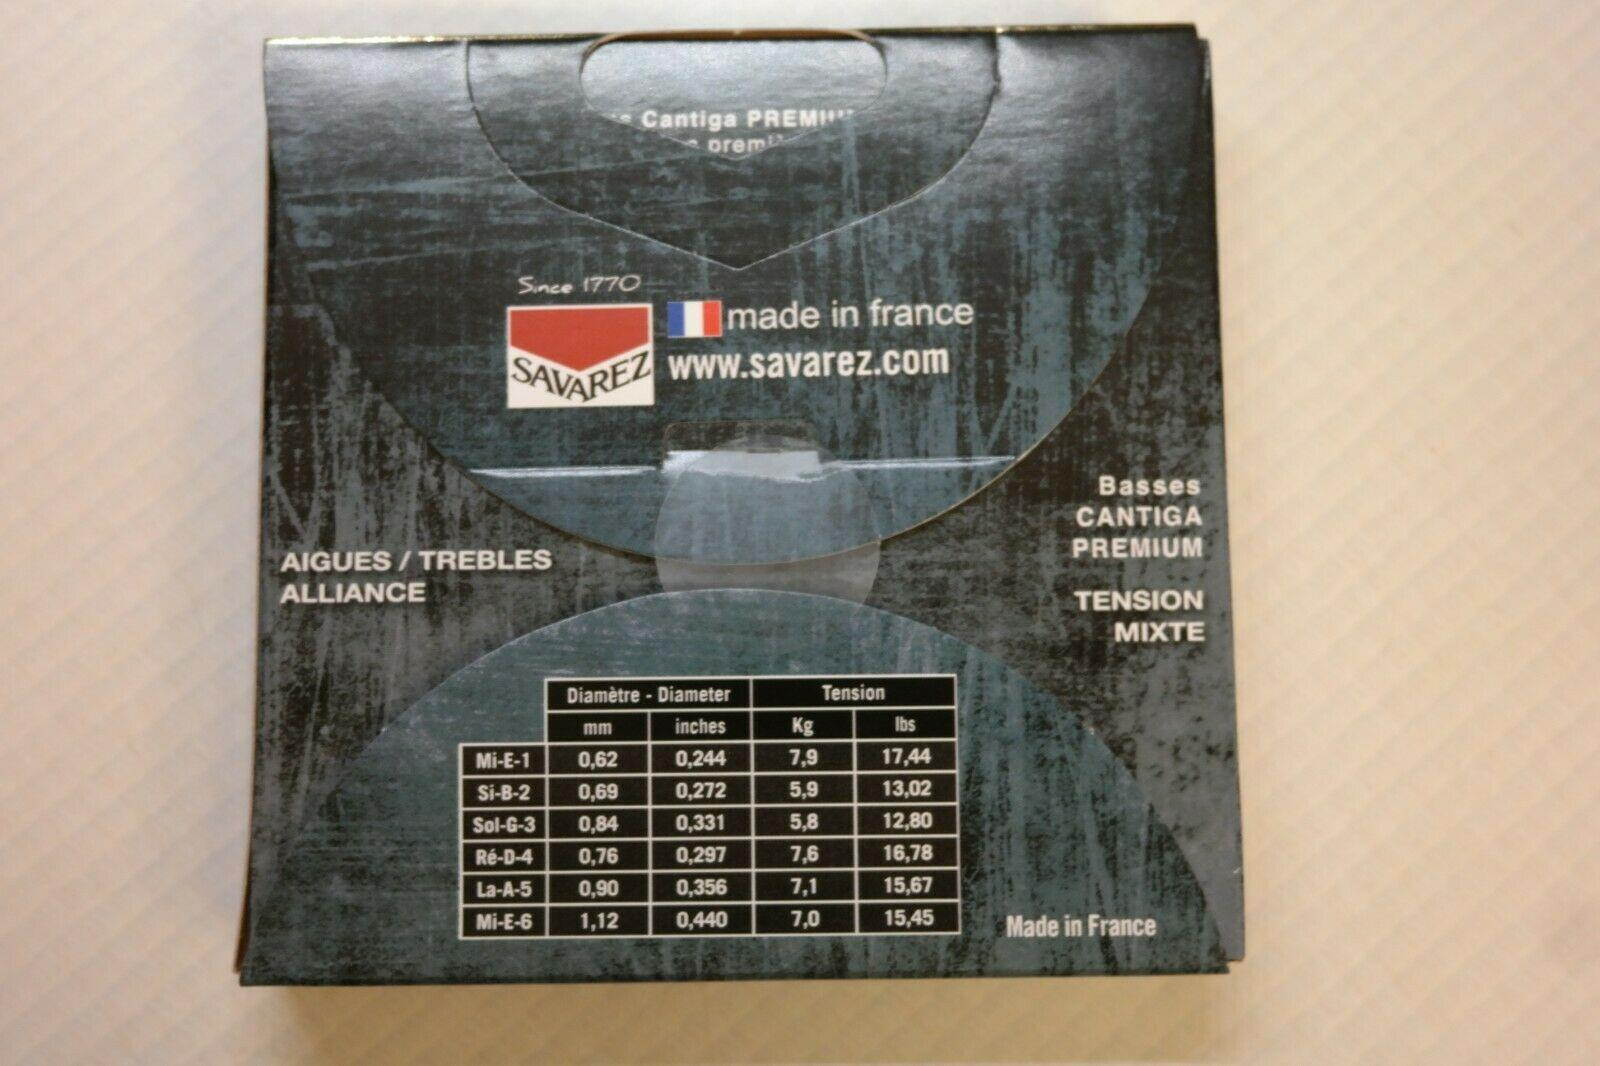 Cantiga PREMIU
premi
Since 1770
SAVAREZ
made in france
www.savarez.com
AIGUES / TREBLES
ALLIANCE
Basses
CANTIGA
PREMIUM
TENSION
MIXTE
Diamètre - Diameter Tension
mm inches Kg lbs
Mi-E-1 0,62 0,244 7,9 17,44
Si-B-2 0,69 0,272 5,9 13,02
Sol-G-3 0,84 0,331 5,8 12,80
Ré-D-4 0,76 0,297 7,6 16,78
La-A-5 0,90 0,356 7,1 15,67
Mi-E-6 1,12 0,440 7,0 15,45
Made in France